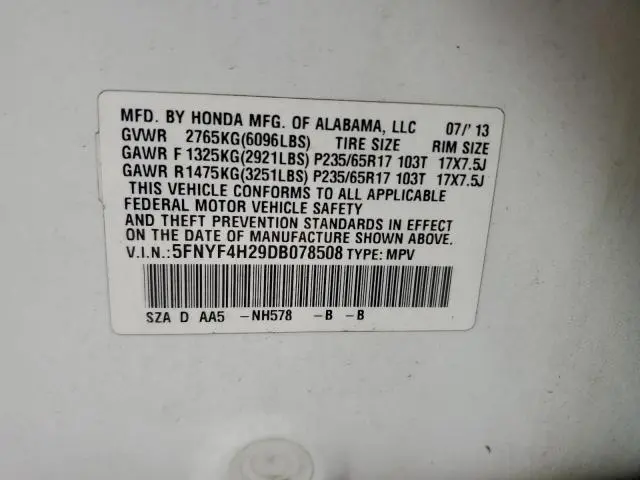 MFD. BY HONDA MFG. OF ALABAMA, LLC 07/'13
GVWR 2765KG(6096LBS) TIRE SIZE RIM SIZE
GAWR F 1325KG(2921LBS) P235/65R17 103T 17X7.5J
GAWR R1475KG(3251LBS) P235/65R17 103T 17X7.5J
THIS VEHICLE CONFORMS TO ALL APPLICABLE
FEDERAL MOTOR VEHICLE SAFETY
AND THEFT PREVENTION STANDARDS IN EFFECT
ON THE DATE OF MANUFACTURE SHOWN ABOVE.
V.I.N.:5FNYF4H29DB078508 TYPE: MPV
SZA D AA5 -NH578 -B -B